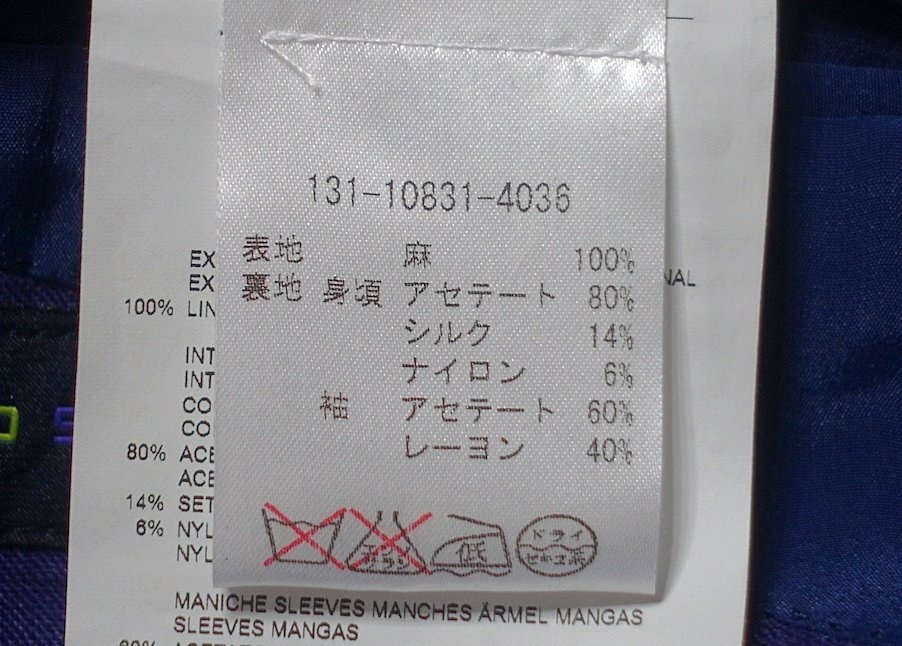 131-10831-4036
表地 麻 100%
裏地 身頃 アセテート 80%
シルク 14%
ナイロン 6%
袖 アセテート 60%
レーヨン 40%
低
ドライ
EX
EX
NAL
100% LIN
INT
INT
CO
CO
80% ACE
ACE
14% SET
6% NYL
NYL
MANICHE SLEEVES MANCHES ÄRMEL MANGAS
SLEEVES MANGAS